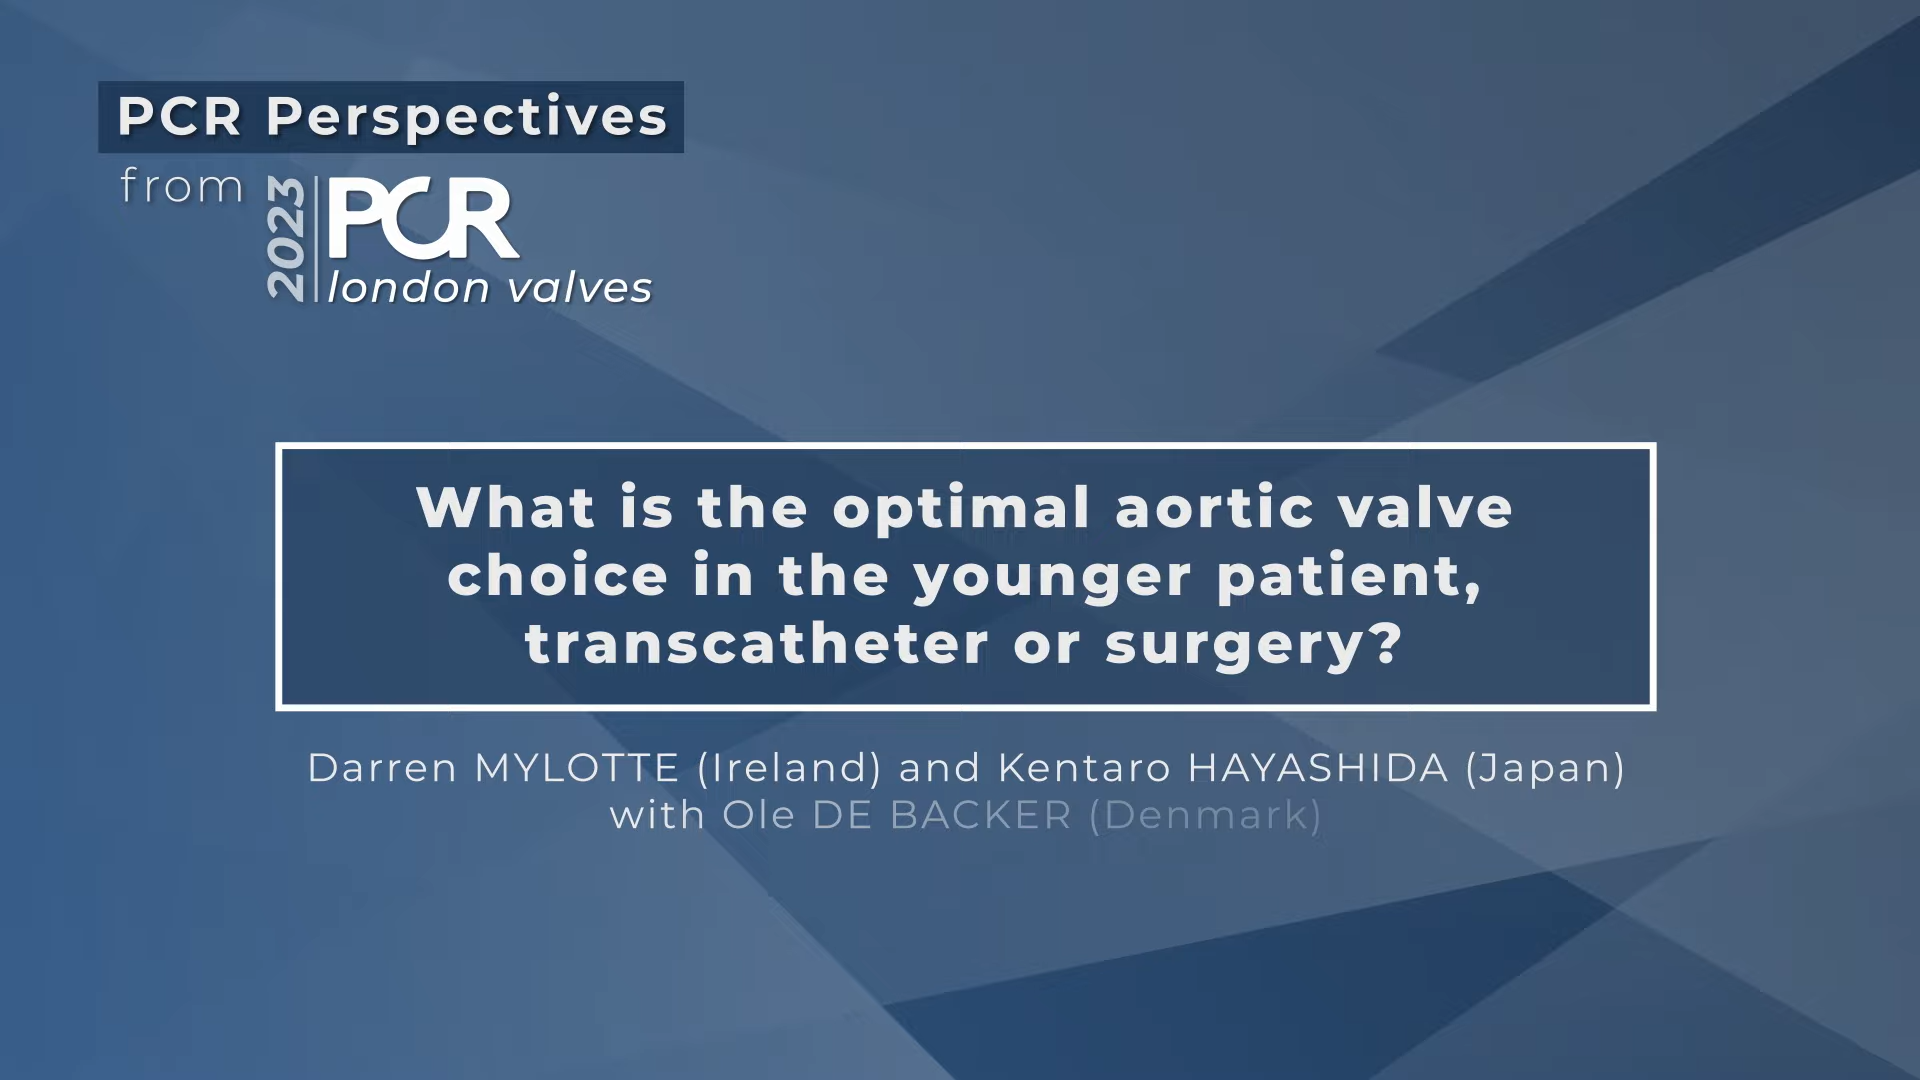 PCR Perspectives
from
2023
PCR
london valves
What is the optimal aortic valve
choice in the younger patient,
transcatheter or surgery?
Darren MYLOTTE (Ireland) and Kentaro HAYASHIDA (Japan)
with Ole DE BACKER (Denmark)